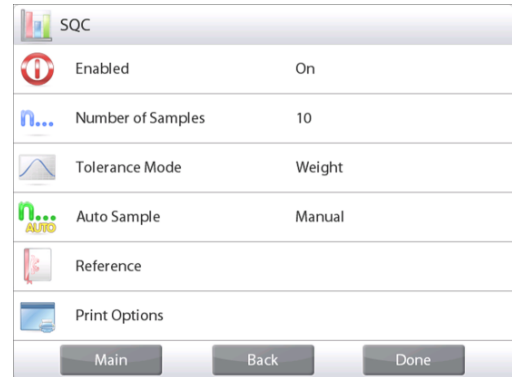 SQC
Enabled On
n... Number of Samples 10
Tolerance Mode Weight
n... AUTO Auto Sample Manual
Reference
Print Options
Main Back Done